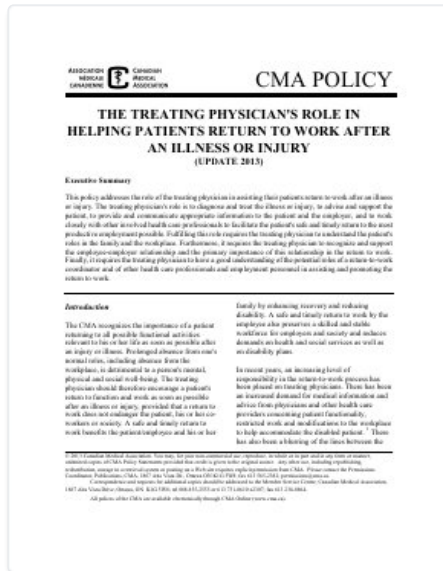 ASSOCIATION
MÉDICALE
CANADIENNE
CANADIAN
MEDICAL
ASSOCIATION
CMA POLICY
THE TREATING PHYSICIAN'S ROLE IN
HELPING PATIENTS RETURN TO WORK AFTER
AN ILLNESS OR INJURY
(UPDATE 2013)
Executive Summary
This policy addresses the role of the treating physician in assisting their patients return to work after an illness
or injury. The treating physician's role is to diagnose and treat the illness or injury, to advise and support the
patient, to provide and communicate appropriate information to the patient and the employer, and to work
closely with other involved health care professionals to facilitate the patient's safe and timely return to the most
productive employment possible. Fulfilling this role requires the treating physician to understand the patient's
roles in the family and the workplace. Furthermore, it requires the treating physician to recognize and support
the employee-employer relationship and the primary importance of this relationship in the return to work.
Finally, it requires the treating physician to have a good understanding of the potential roles of a return-to-work
coordinator and of other health care professionals and employment personnel in assisting and promoting the
return to work.
Introduction
The CMA recognizes the importance of a patient
returning to all possible functional activities
relevant to his or her life as soon as possible after
an injury or illness. Prolonged absence from one's
normal roles, including absence from the
workplace, is detrimental to a person's mental,
physical and social well-being. The treating
physician should therefore encourage a patient's
return to function and work as soon as possible
after an illness or injury, provided that a return to
work does not endanger the patient, his or her co-
workers or society. A safe and timely return to
work benefits the patient/employee and his or her
family by enhancing recovery and reducing
disability. A safe and timely return to work by the
employee also preserves a skilled and stable
workforce for employers and society and reduces
demands on health and social services as well as
on disability plans.
In recent years, an increasing level of
responsibility in the return-to-work process has
been placed on treating physicians. There has been
an increased demand for medical information and
advice from physicians and other health care
providers concerning patient functionality,
restricted work and modifications to the workplace
to help accommodate the disabled patient. 1 There
has also been a blurring of the lines between the
All policies of the CMA are available electronically through CMA Online (www.cma.ca).